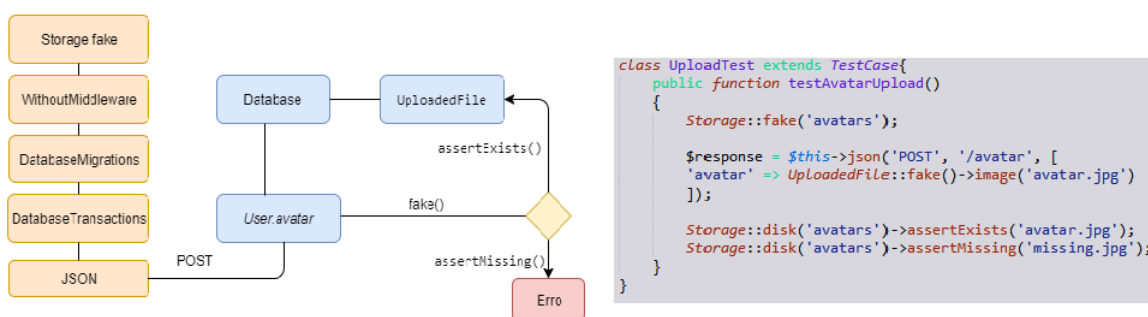 Storage fake
WithoutMiddleware
DatabaseMigrations
DatabaseTransactions
JSON
POST
Database
UploadedFile
User.avatar
fake()
assertExists()
assertMissing()
Erro
class UploadTest extends TestCase{
public function testAvatarUpload()
{
Storage::fake('avatars');
$response = $this->json('POST', '/avatar', [
'avatar' => UploadedFile::fake()->image('avatar.jpg')
]);
Storage::disk('avatars')->assertExists('avatar.jpg');
Storage::disk('avatars')->assertMissing('missing.jpg');
}
}